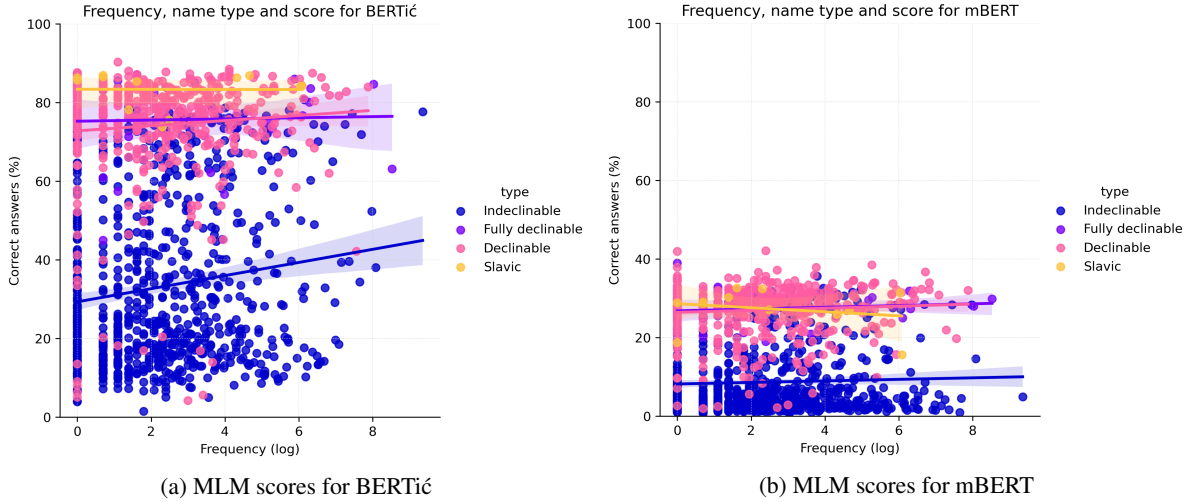 Frequency, name type and score for BERTić
100
80
60
40
20
0
Correct answers (%)
0 2 4 6 8
Frequency (log)
type
Indeclinable
Fully declinable
Declinable
Slavic
(a) MLM scores for BERTić
Frequency, name type and score for mBERT
100
80
60
40
20
0
Correct answers (%)
0 2 4 6 8
Frequency (log)
type
Indeclinable
Fully declinable
Declinable
Slavic
(b) MLM scores for mBERT